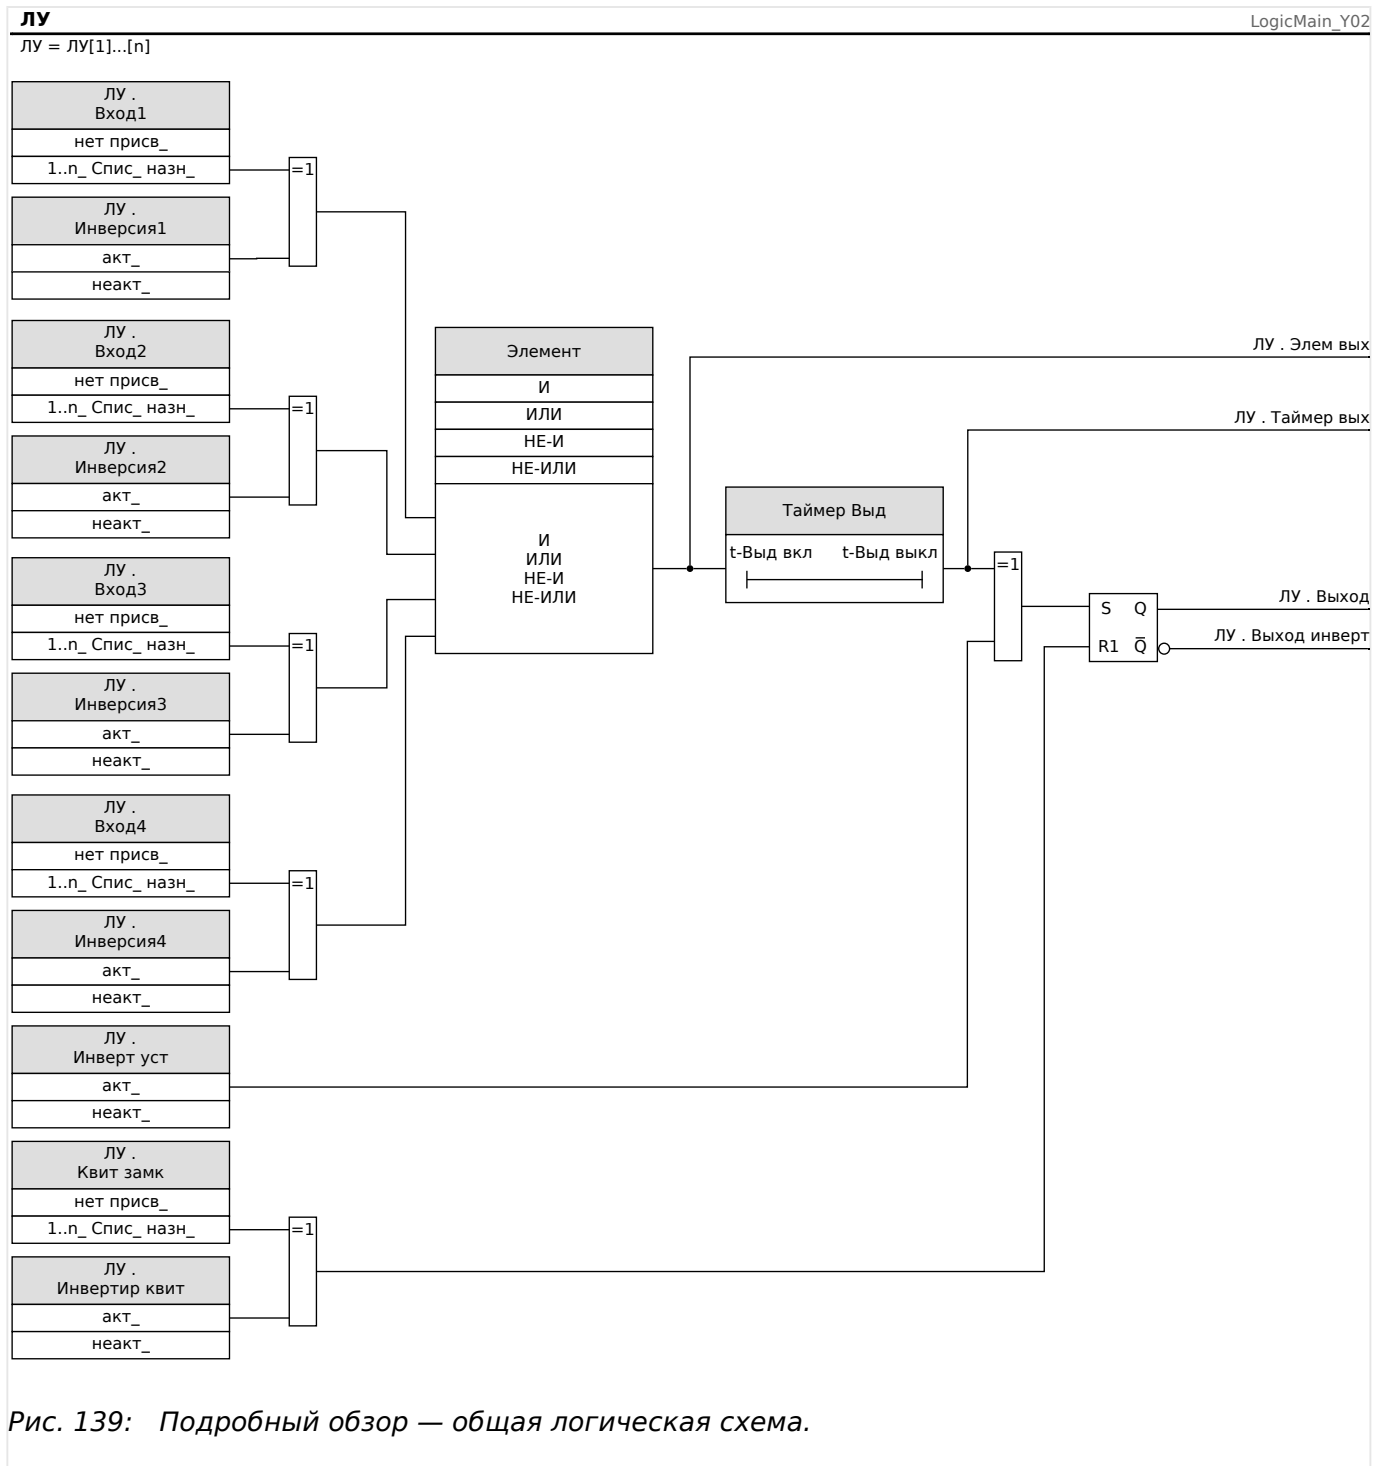 ЛУ
LogicMain_Y02
ЛУ = ЛУ[1]...[n]
ЛУ .
Вход1
нет присв_
1..n_ Спис_ назн_
=1
ЛУ .
Инверсия1
акт_
неакт_
ЛУ .
Вход2
нет присв_
1..n_ Спис_ назн_
=1
ЛУ .
Инверсия2
акт_
неакт_
ЛУ .
Вход3
нет присв_
1..n_ Спис_ назн_
=1
ЛУ .
Инверсия3
акт_
неакт_
ЛУ .
Вход4
нет присв_
1..n_ Спис_ назн_
=1
ЛУ .
Инверсия4
акт_
неакт_
ЛУ .
Инверт уст
акт_
неакт_
ЛУ .
Квит замк
нет присв_
1..n_ Спис_ назн_
=1
ЛУ .
Инвертир квит
акт_
неакт_
Элемент
И
ИЛИ
НЕ-И
НЕ-ИЛИ
И
ИЛИ
НЕ-И
НЕ-ИЛИ
Таймер Выд
t-Выд вкл t-Выд выкл
=1
S Q
R1 Q̅
ЛУ . Элем вых
ЛУ . Таймер вых
ЛУ . Выход
ЛУ . Выход инверт
Рис. 139: Подробный обзор — общая логическая схема.